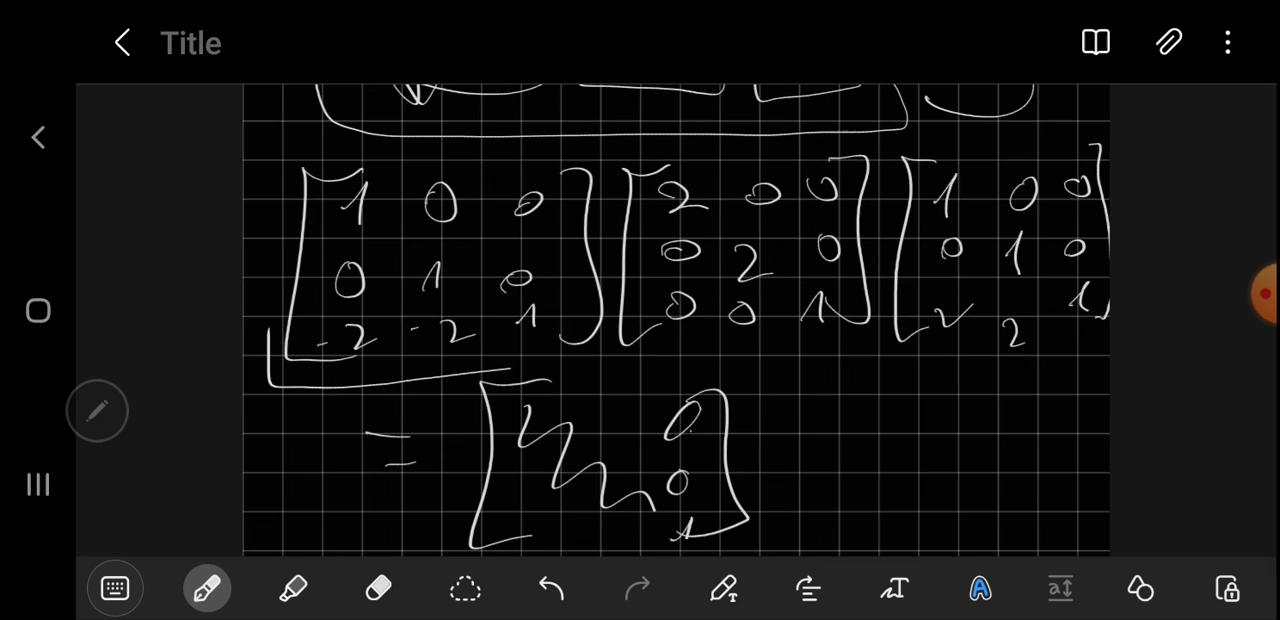 Title
1 0 0 2 0 0 1 0 0
0 1 0 0 2 0 0 1 0
-2 -2 1 0 0 1 2 2 1
= 0
0
1